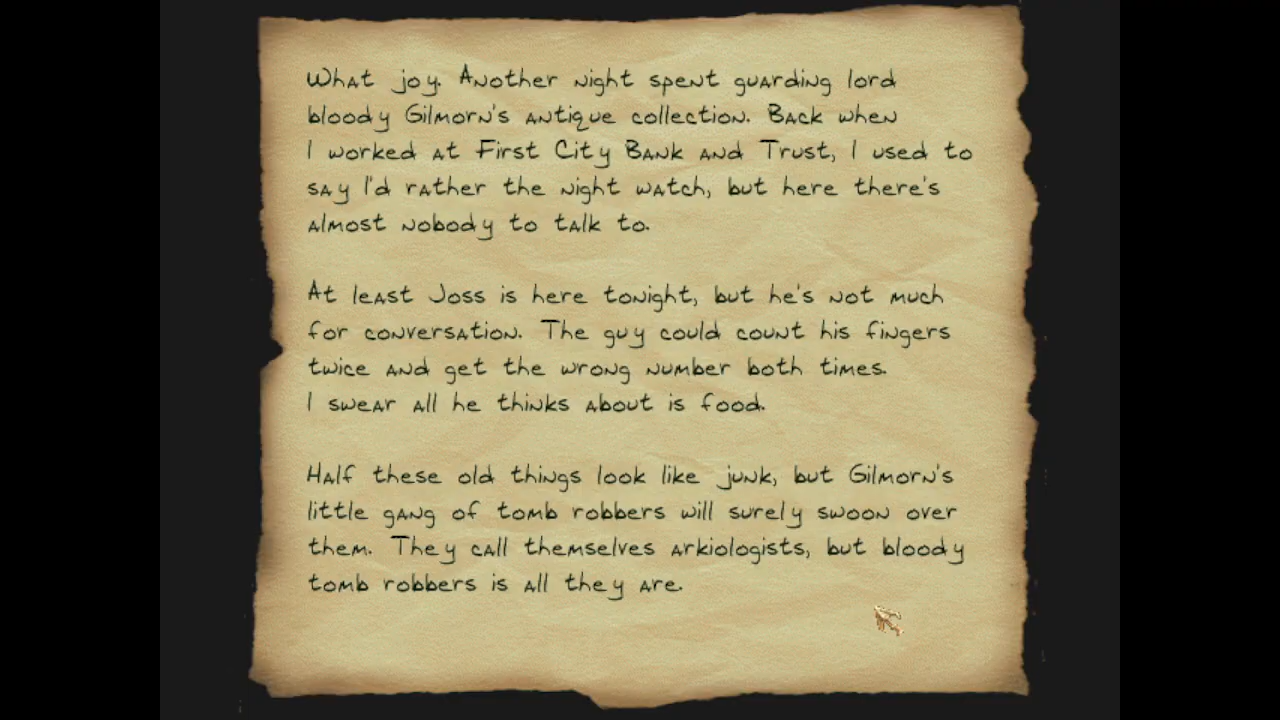 What joy. Another night spent guarding lord
bloody Gilmorn's antique collection. Back when
I worked at First City Bank and Trust, I used to
say I'd rather the night watch, but here there's
almost nobody to talk to.

At least Joss is here tonight, but he's not much
for conversation. The guy could count his fingers
twice and get the wrong number both times.
I swear all he thinks about is food.

Half these old things look like junk, but Gilmorn's
little gang of tomb robbers will surely swoon over
them. They call themselves arkiologists, but bloody
tomb robbers is all they are.